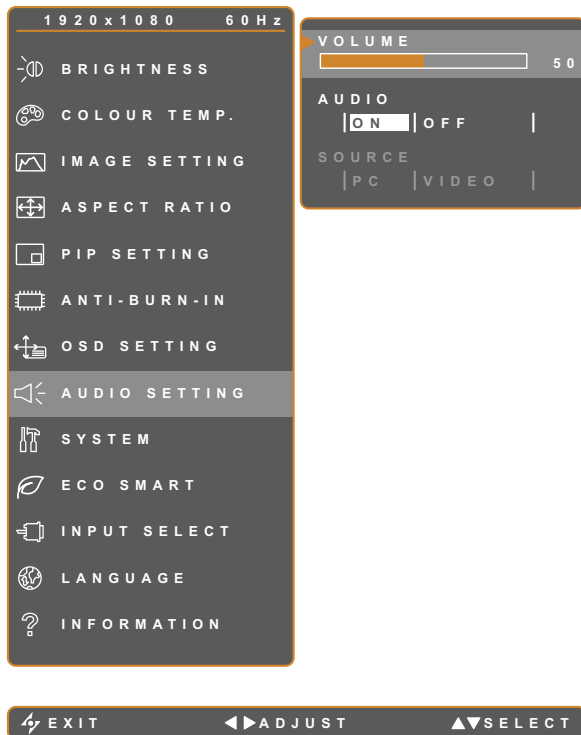 1920x1080 60Hz
BRIGHTNESS
COLOUR TEMP.
IMAGE SETTING
ASPECT RATIO
PIP SETTING
ANTI-BURN-IN
OSD SETTING
AUDIO SETTING
SYSTEM
ECO SMART
INPUT SELECT
LANGUAGE
INFORMATION
VOLUME
50
AUDIO
ON OFF
SOURCE
PC VIDEO
EXIT ADJUST SELECT